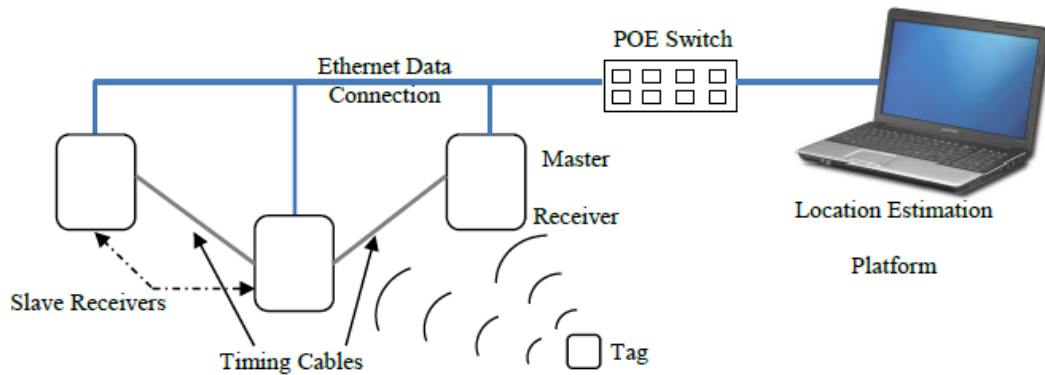 POE Switch
Ethernet Data
Connection
Master
Receiver
Location Estimation
Platform
Slave Receivers
Timing Cables
Tag